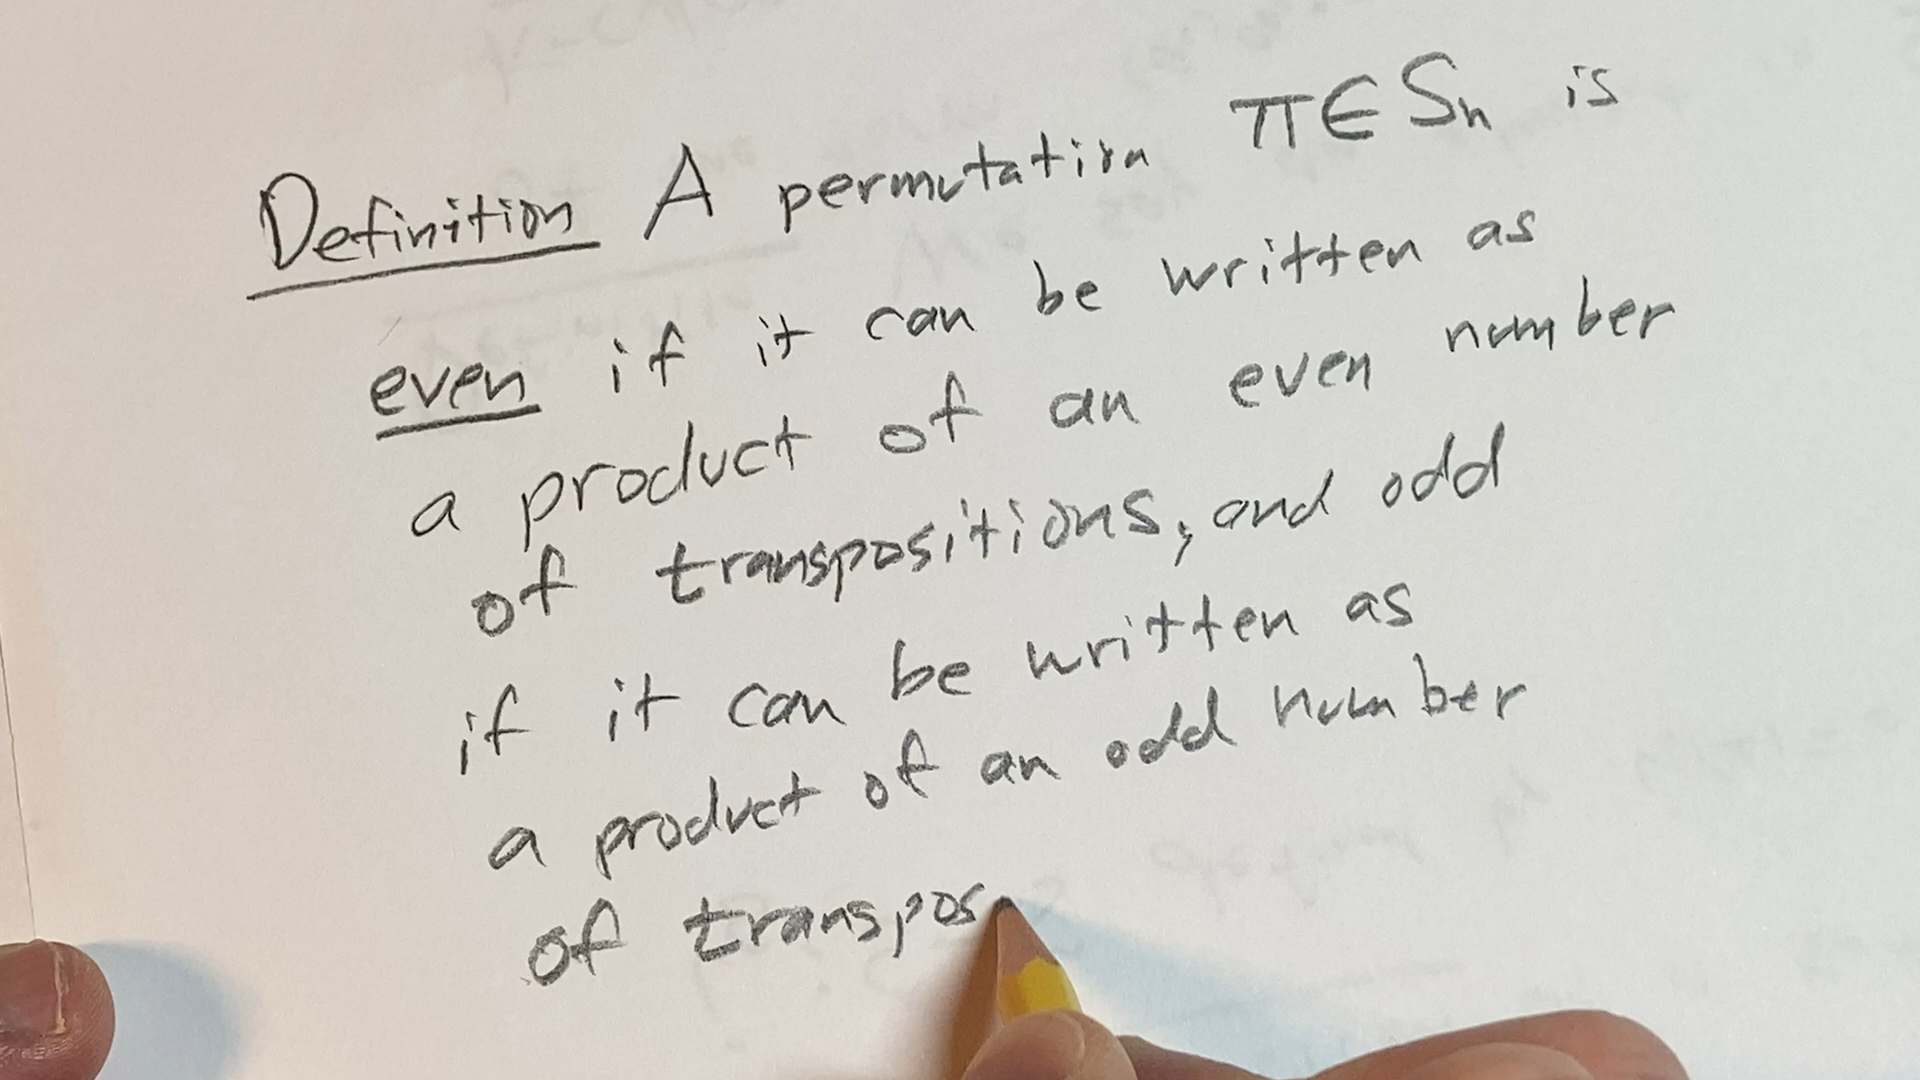 Definition A permutation π∈Sn is
even if it can be written as
a product of an even number
of transpositions, and odd
if it can be written as
a product of an odd number
of transpos